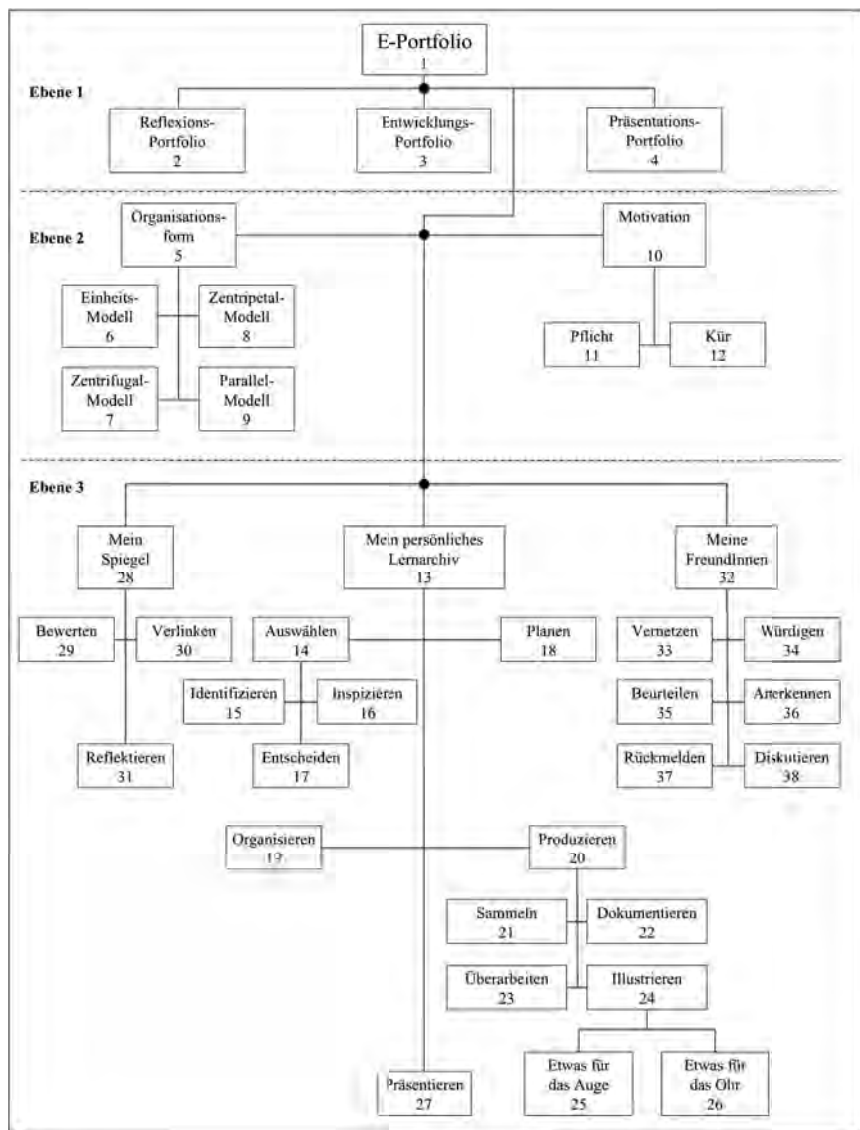 E-Portfolio
1
Ebene 1
Reflexions-
Portfolio
2
Entwicklungs-
Portfolio
3
Präsentations-
Portfolio
4
Ebene 2
Organisations-
form
5
Motivation
10
Einheits-
Modell
6
Zentripetal-
Modell
8
Pflicht
11
Kür
12
Zentrifugal-
Modell
7
Parallel-
Modell
9
Ebene 3
Mein
Spiegel
28
Mein persönliches
Lernarchiv
13
Meine
FreundInnen
32
Bewerten
29
Verlinken
30
Auswählen
14
Planen
18
Vernetzen
33
Würdigen
34
Identifizieren
15
Inspizieren
16
Beurteilen
35
Anerkennen
36
Reflektieren
31
Entscheiden
17
Rückmelden
37
Diskutieren
38
Organisieren
19
Produzieren
20
Sammeln
21
Dokumentieren
22
Überarbeiten
23
Illustrieren
24
Präsentieren
27
Etwas für
das Auge
25
Etwas für
das Ohr
26